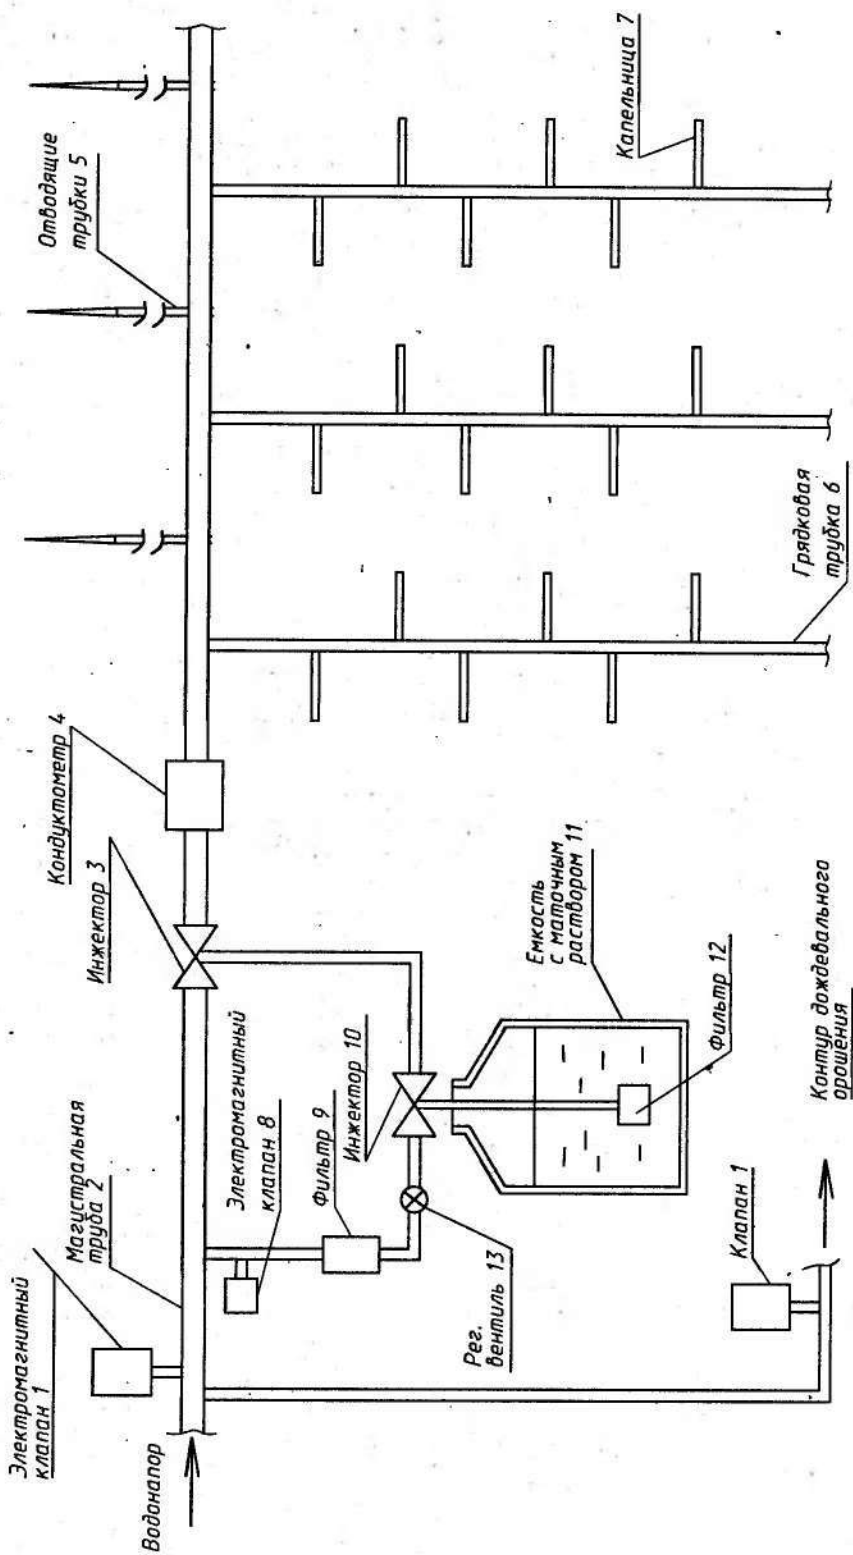 Водонапор
Электромагнитный
клапан 1
Магистральная
труба 2
Инжектор 3
Кондуктометр 4
Отводящие
трубки 5
Электромагнитный
клапан 8
Фильтр 9
Инжектор 10
Рег.
вентиль 13
Емкость
с маточным
раствором 11
Фильтр 12
Клапан 1
Контур дождевального
орошения
Грядковая
трубка 6
Капельница 7